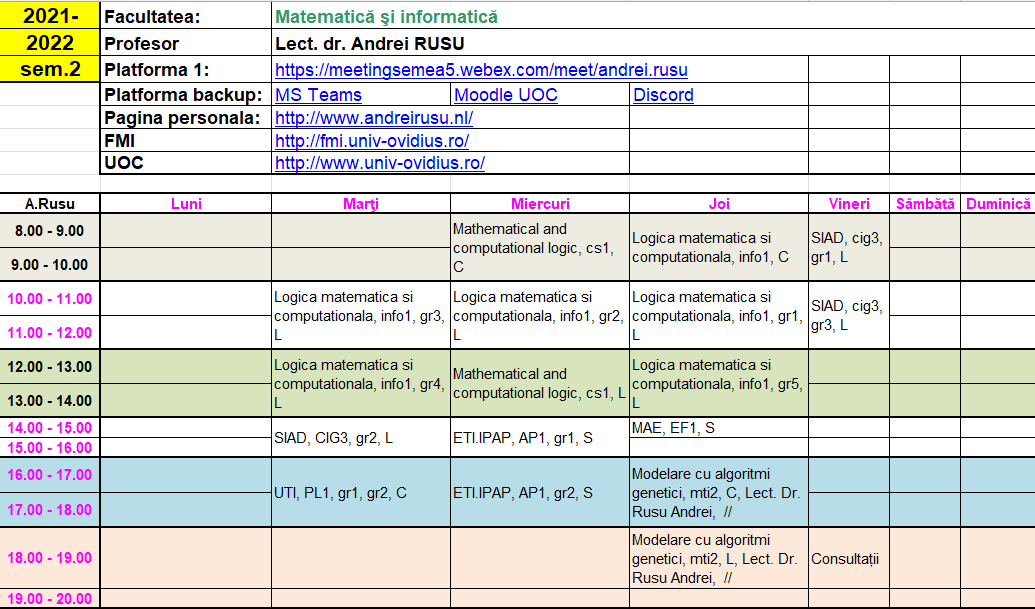 2021-
Facultatea:
Matematică şi informatică
2022
Profesor
Lect. dr. Andrei RUSU
sem.2
Platforma 1:
https://meetingsemea5.webex.com/meet/andrei.rusu
Platforma backup:
MS Teams
Moodle UOC
Discord
Pagina personala:
http://www.andreirusu.nl/
FMI
http://fmi.univ-ovidius.ro/
UOC
http://www.univ-ovidius.ro/
A.Rusu
Luni
Marţi
Miercuri
Joi
Vineri
Sâmbătă
Duminică
8.00 - 9.00
9.00 - 10.00
Mathematical and
computational logic, cs1,
C
Logica matematica si
computationala, info1, C
SIAD, cig3,
gr1, L
10.00 - 11.00
11.00 - 12.00
Logica matematica si
computationala, info1, gr3,
L
Logica matematica si
computationala, info1, gr2,
L
Logica matematica si
computationala, info1, gr1,
L
SIAD, cig3,
gr3, L
12.00 - 13.00
13.00 - 14.00
Logica matematica si
computationala, info1, gr4,
L
Mathematical and
computational logic, cs1, L
Logica matematica si
computationala, info1, gr5,
L
14.00 - 15.00
15.00 - 16.00
SIAD, CIG3, gr2, L
ETI.IPAP, AP1, gr1, S
MAE, EF1, S
16.00 - 17.00
17.00 - 18.00
UTI, PL1, gr1, gr2, C
ETI.IPAP, AP1, gr2, S
Modelare cu algoritmi
genetici, mti2, C, Lect. Dr.
Rusu Andrei, //
18.00 - 19.00
Modelare cu algoritmi
genetici, mti2, L, Lect. Dr.
Rusu Andrei, //
Consultații
19.00 - 20.00